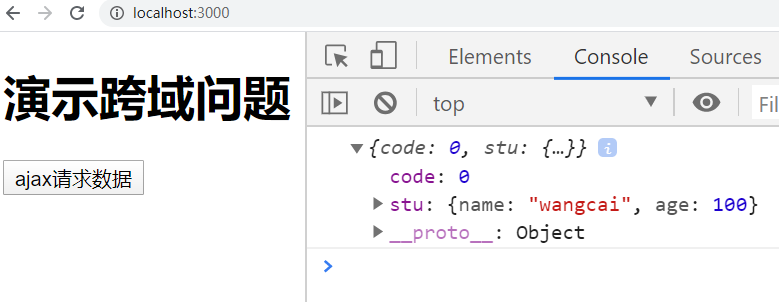 localhost:3000
演示跨域问题
ajax请求数据
Elements Console Sources
top Fil
{code: 0, stu: {…}} i
code: 0
stu: {name: "wangcai", age: 100}
__proto__: Object